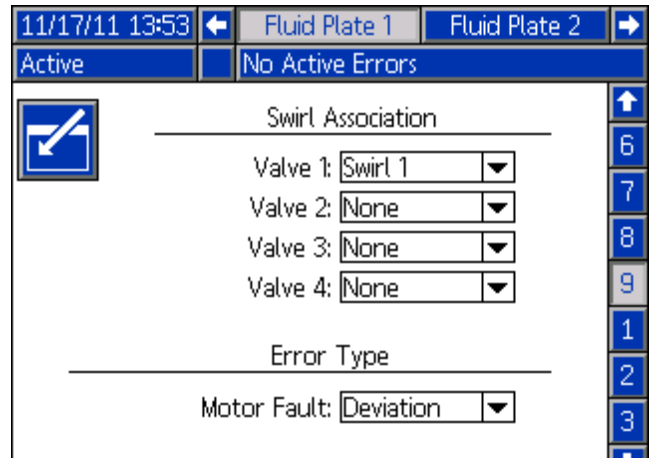 11/17/11 13:53 Fluid Plate 1 Fluid Plate 2
Active No Active Errors
Swirl Association
Valve 1: Swirl 1
Valve 2: None
Valve 3: None
Valve 4: None
Error Type
Motor Fault: Deviation
6
7
8
9
1
2
3